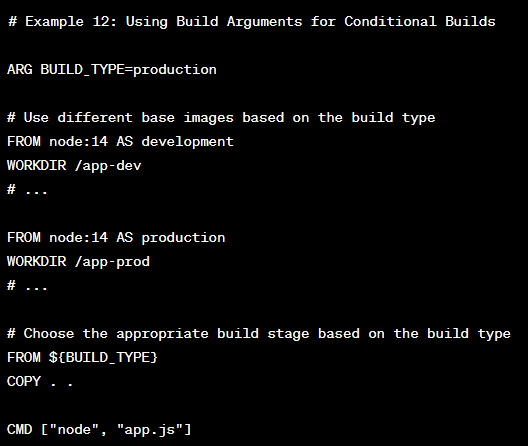 # Example 12: Using Build Arguments for Conditional Builds
ARG BUILD_TYPE=production
# Use different base images based on the build type
FROM node:14 AS development
WORKDIR /app-dev
# ...
FROM node:14 AS production
WORKDIR /app-prod
# ...
# Choose the appropriate build stage based on the build type
FROM ${BUILD_TYPE}
COPY . .
CMD ["node", "app.js"]